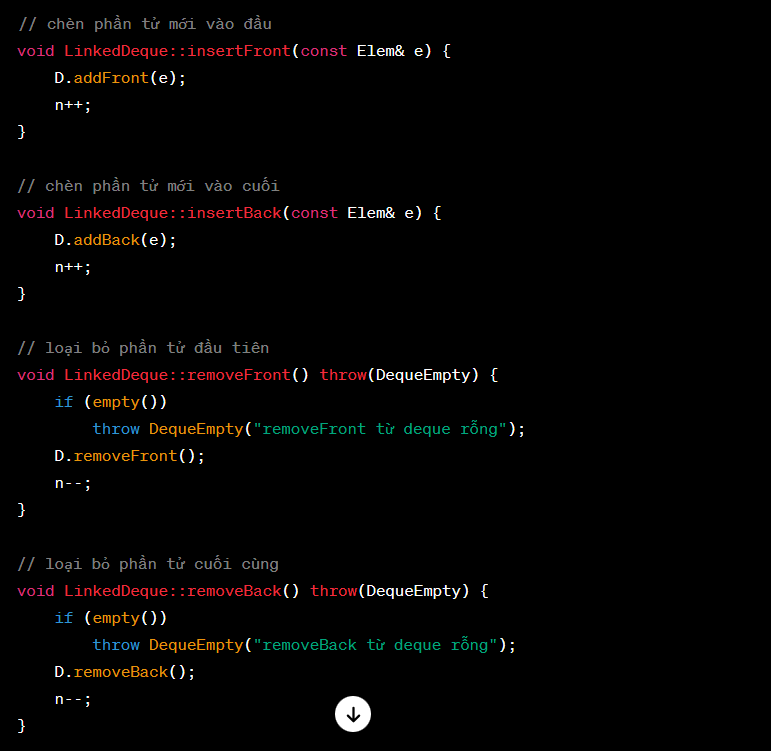 // chèn phần tử mới vào đầu
void LinkedDeque::insertFront(const Elem& e) {
    D.addFront(e);
    n++;
}
// chèn phần tử mới vào cuối
void LinkedDeque::insertBack(const Elem& e) {
    D.addBack(e);
    n++;
}
// loại bỏ phần tử đầu tiên
void LinkedDeque::removeFront() throw(DequeEmpty) {
    if (empty())
        throw DequeEmpty("removeFront từ deque rỗng");
    D.removeFront();
    n--;
}
// loại bỏ phần tử cuối cùng
void LinkedDeque::removeBack() throw(DequeEmpty) {
    if (empty())
        throw DequeEmpty("removeBack từ deque rỗng");
    D.removeBack();
    n--;
}